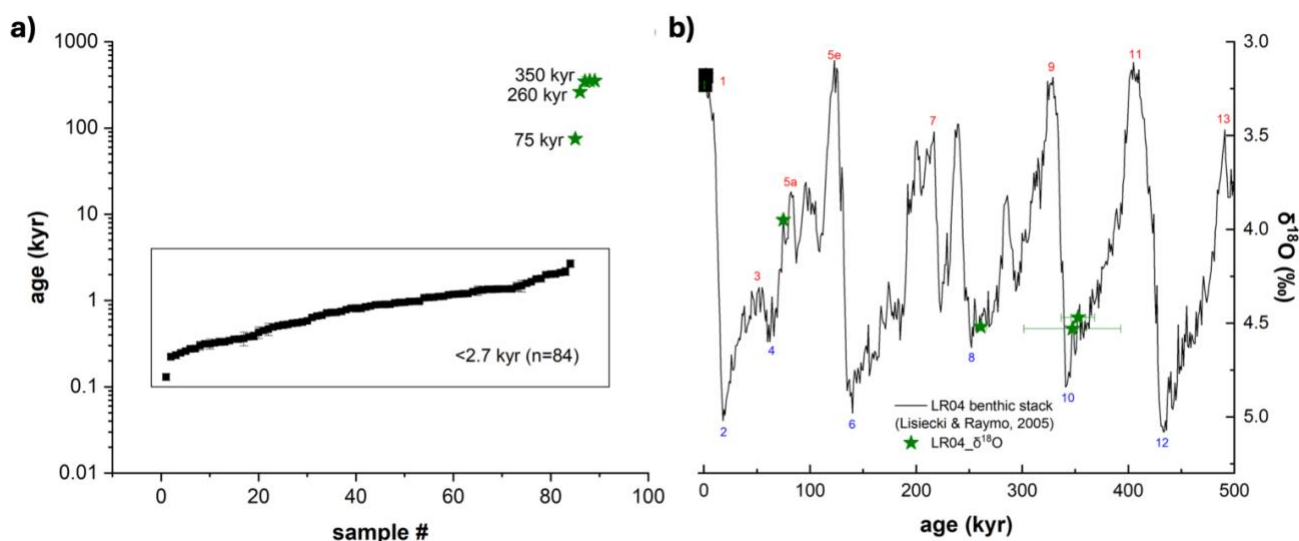 a)
1000
100
10
1
0.1
0.01
age (kyr)
350 kyr
260 kyr
75 kyr
<2.7 kyr (n=84)
0
20
40
60
80
100
sample #
b)
3.0
3.5
4.0
4.5
5.0
δ18O (‰)
1
2
3
4
5a
5e
6
7
8
9
10
11
12
13
LR04 benthic stack
(Lisiecki & Raymo, 2005)
LR04_δ18O
0
100
200
300
400
500
age (kyr)